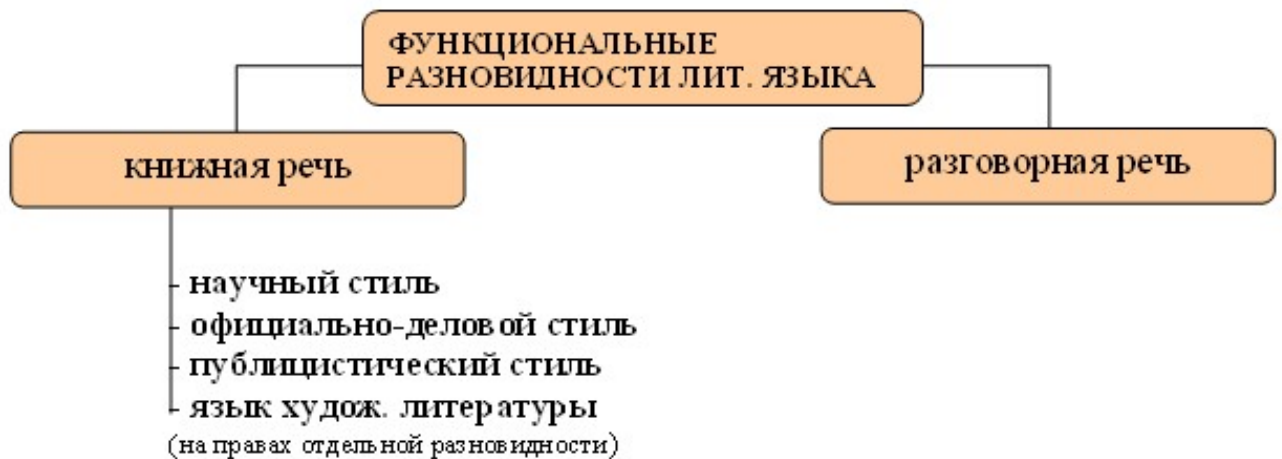 ФУНКЦИОНАЛЬНЫЕ
РАЗНОВИДНОСТИ ЛИТ. ЯЗЫКА
книжная речь
разговорная речь
- научный стиль
- официально-деловой стиль
- публицистический стиль
- язык худож. литературы
(на правах отдельной разновидности)